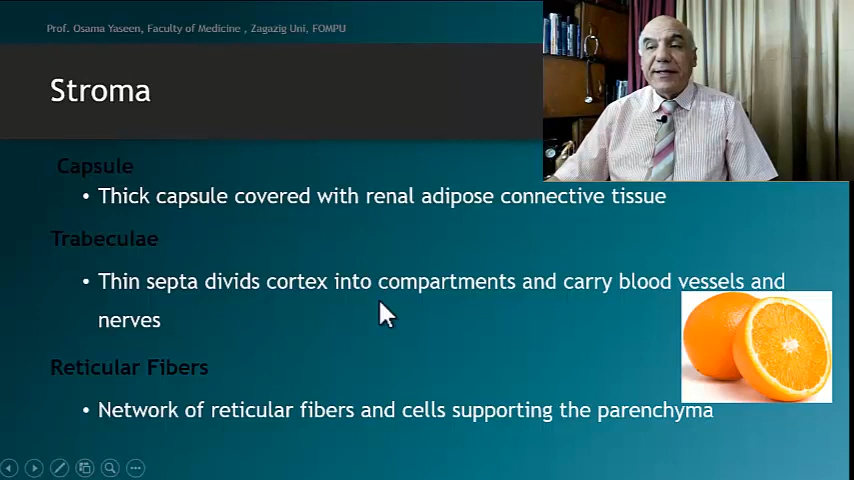 Prof. Osama Yaseen, Faculty of Medicine , Zagazig Uni, FOMPU
Stroma
Capsule
• Thick capsule covered with renal adipose connective tissue
Trabeculae
• Thin septa divids cortex into compartments and carry blood vessels and
nerves
Reticular Fibers
• Network of reticular fibers and cells supporting the parenchyma